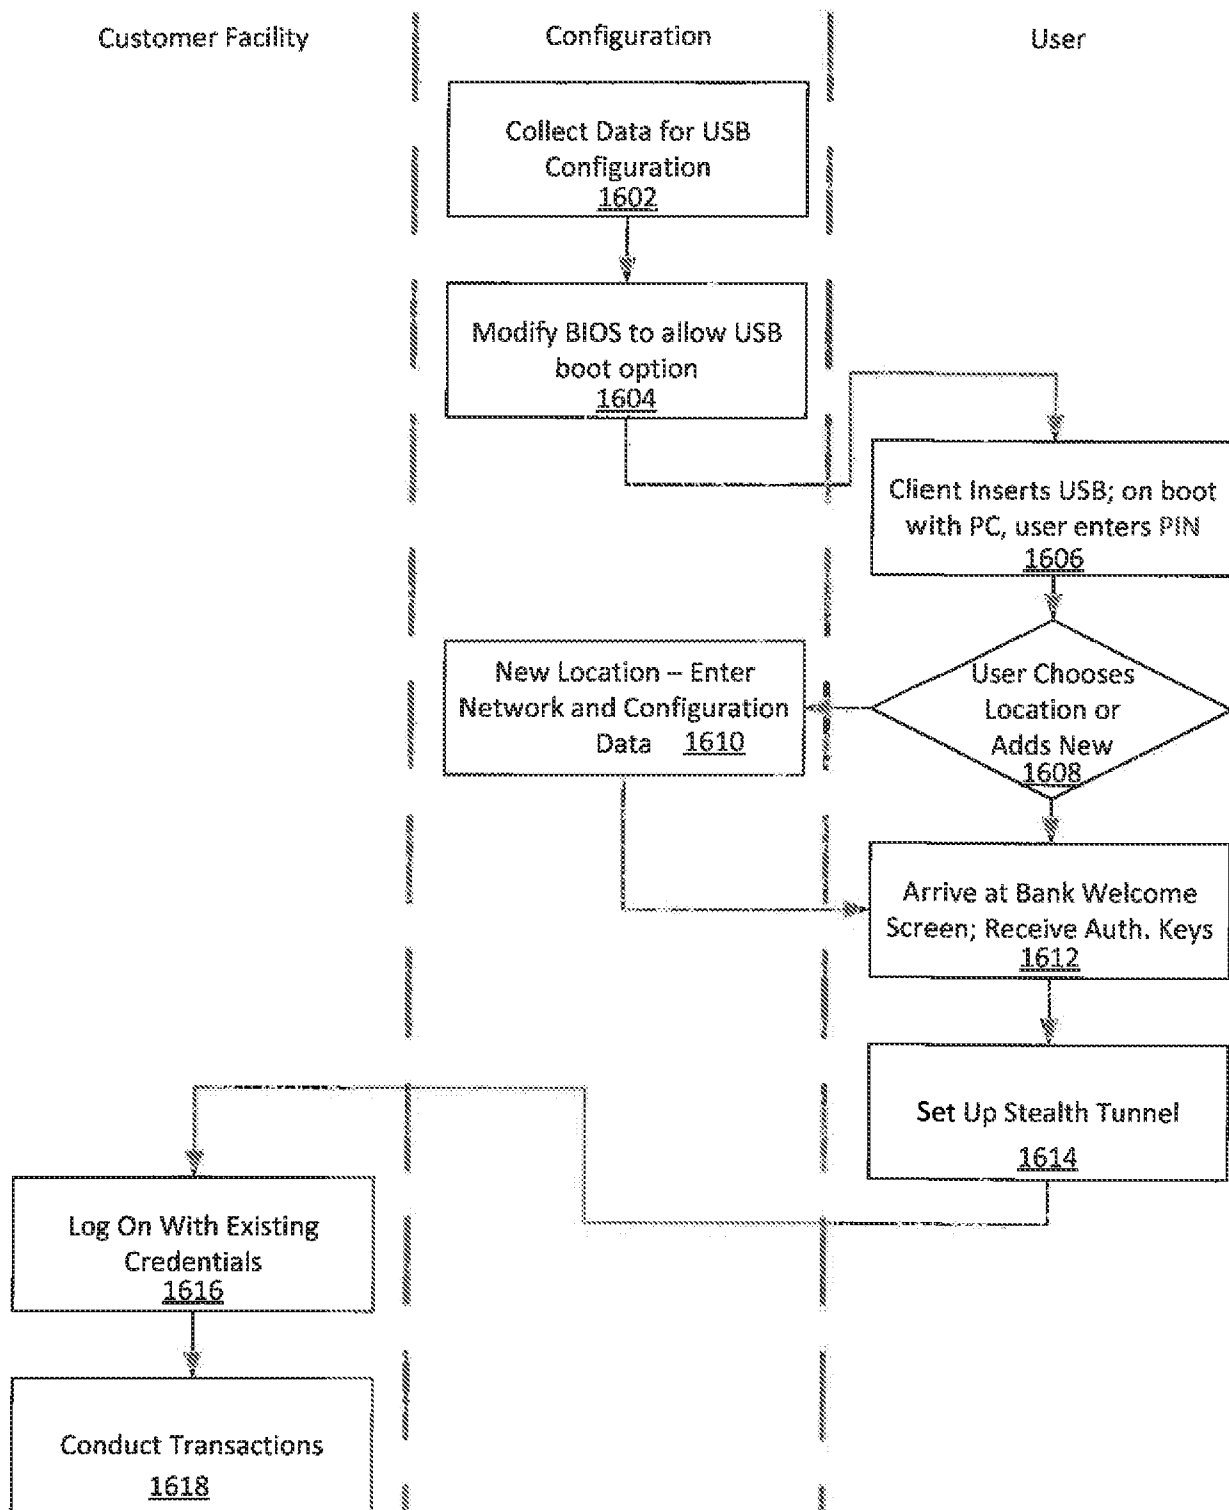 Customer Facility
Configuration
User
Collect Data for USB
Configuration
1602
Modify BIOS to allow USB
boot option
1604
Client Inserts USB; on boot
with PC, user enters PIN
1606
User Chooses
Location or
Adds New
1608
New Location – Enter
Network and Configuration
Data 1610
Arrive at Bank Welcome
Screen; Receive Auth. Keys
1612
Set Up Stealth Tunnel
1614
Log On With Existing
Credentials
1616
Conduct Transactions
1618